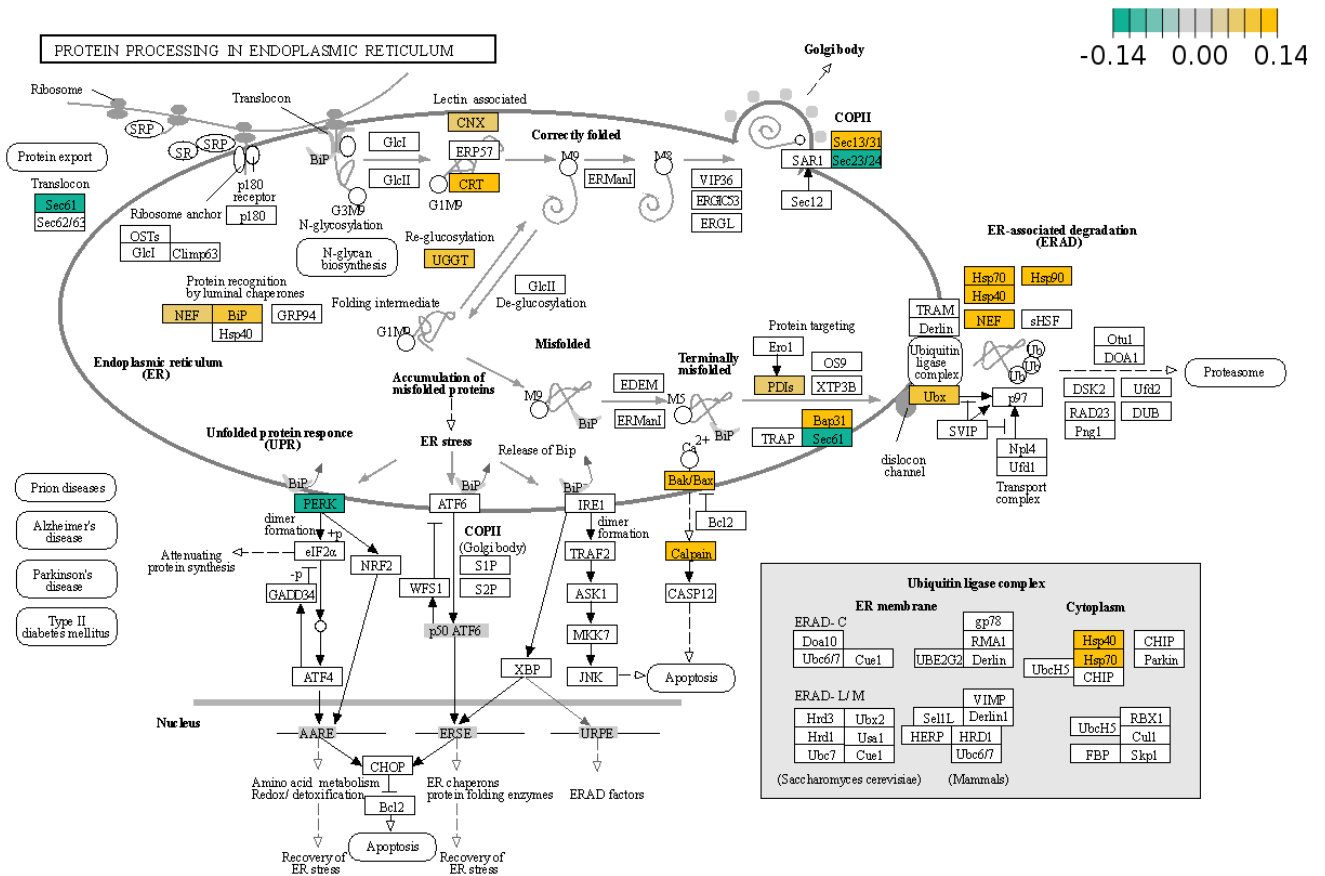 -0.14 0.00 0.14
PROTEIN PROCESSING IN ENDOPLASMIC RETICULUM
Golgi body
Ribosome
Translocon
Lectin associated
CNX
COPII
SRP
SR
SRP
GlcI
ERP57
Correctly folded
Sec13/31
SAR1
Sec23/24
Protein export
BiP
M9
M8
GlcII
CRT
ERManI
VIP36
Translocon
Sec61
Sec62/63
p180
receptor
G1M9
ERGIC53
Sec12
Ribosome anchor
p180
G3M9
N-glycosylation
ERGL
OSTs
GlcI
Climp63
N-glycan
biosynthesis
Re-glucosylation
UGGT
ER-associated degradation
(ERAD)
Protein recognition
by luminal chaperones
GlcII
De-glucosylation
Hsp70
Hsp90
Hsp40
NEF
BiP
GRP94
Hsp40
Folding intermediate
G1M9
TRAM
Derlin
NEF
sHSF
Protein targeting
Ero1
OS9
XTP3B
PDIs
Ubiquitin
ligase
complex
Ub
Ub
Ub
Otu1
DOA1
Proteasome
Endoplasmic reticulum
(ER)
Misfolded
Terminally
misfolded
Accumulation of
misfolded proteins
M9
EDEM
ERManI
M5
BiP
BiP
Ubx
p97
DSK2
Ufd2
RAD23
DUB
Png1
Bap31
TRAP
Sec61
SVIP
Npl4
Ufd1
Transport
complex
dislocon
channel
Unfolded protein responce
(UPR)
ER stress
Release of Bip
Ca2+
BiP
BiP
BiP
Bak/Bax
Prion diseases
PERK
ATF6
IRE1
Bcl2
Alzheimer's
disease
dimer
formation
+p
COPII
(Golgi body)
dimer
formation
Attenuating
protein synthesis
eIF2α
NRF2
S1P
TRAF2
Calpain
Parkinson's
disease
-p
GADD34
WFS1
S2P
ASK1
CASP12
Type II
diabetes mellitus
p50 ATF6
MKK7
ATF4
XBP
JNK
Apoptosis
Nucleus
AARE
ERSE
URPE
CHOP
Amino acid metabolism
Redox/ detoxification
ER chaperons
protein folding enzymes
ERAD factors
Bcl2
Apoptosis
Recovery of
ER stress
Recovery of
ER stress
Ubiquitin ligase complex
ER membrane
Cytoplasm
ERAD- C
Doa10
Ubc6/7
Cue1
gp78
RMA1
UBE2G2
Derlin
Hsp40
Hsp70
CHIP
UbcH5
CHIP
Parkin
ERAD- L/ M
Hrd3
Ubx2
Hrd1
Usa1
Ubc7
Cue1
VIMP
Sel1L
Derlin1
HERP
HRD1
Ubc6/7
UbcH5
RBX1
Cul1
FBP
Skp1
(Saccharomyces cerevisiae)
(Mammals)